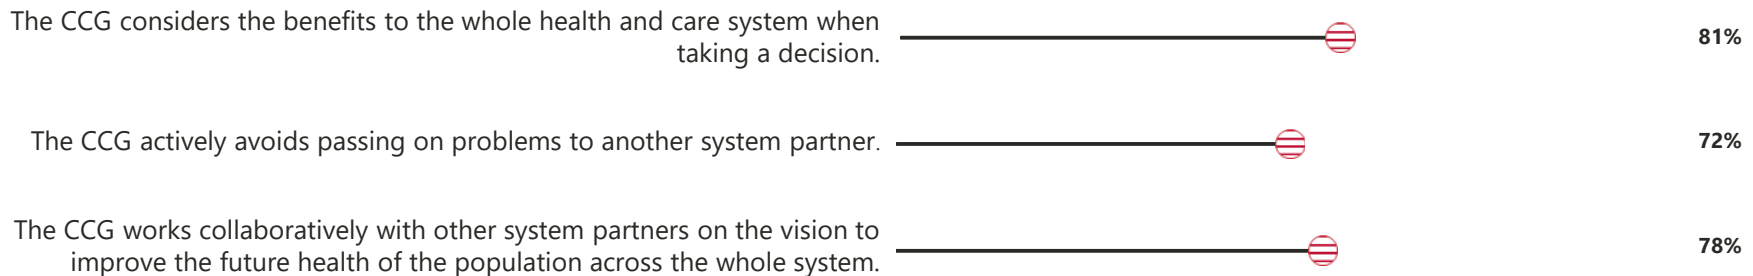 The CCG considers the benefits to the whole health and care system when
taking a decision.
81%
The CCG actively avoids passing on problems to another system partner.
72%
The CCG works collaboratively with other system partners on the vision to
improve the future health of the population across the whole system.
78%